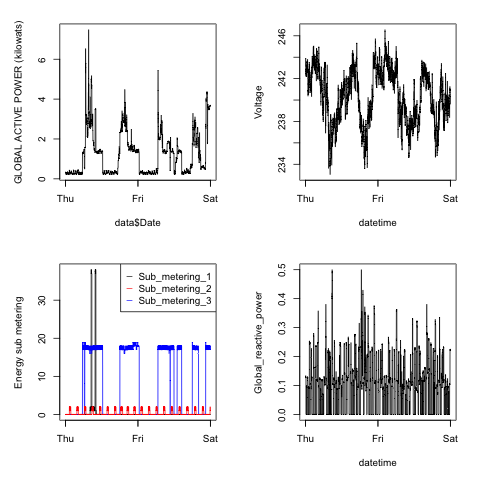 GLOBAL ACTIVE POWER (kilowats)
0 2 4 6
Thu Fri Sat
data$Date
Voltage
234 238 242 246
Thu Fri Sat
datetime
Energy sub metering
0 10 20 30
Sub_metering_1
Sub_metering_2
Sub_metering_3
Thu Fri Sat
Global_reactive_power
0.0 0.1 0.2 0.3 0.4 0.5
Thu Fri Sat
datetime